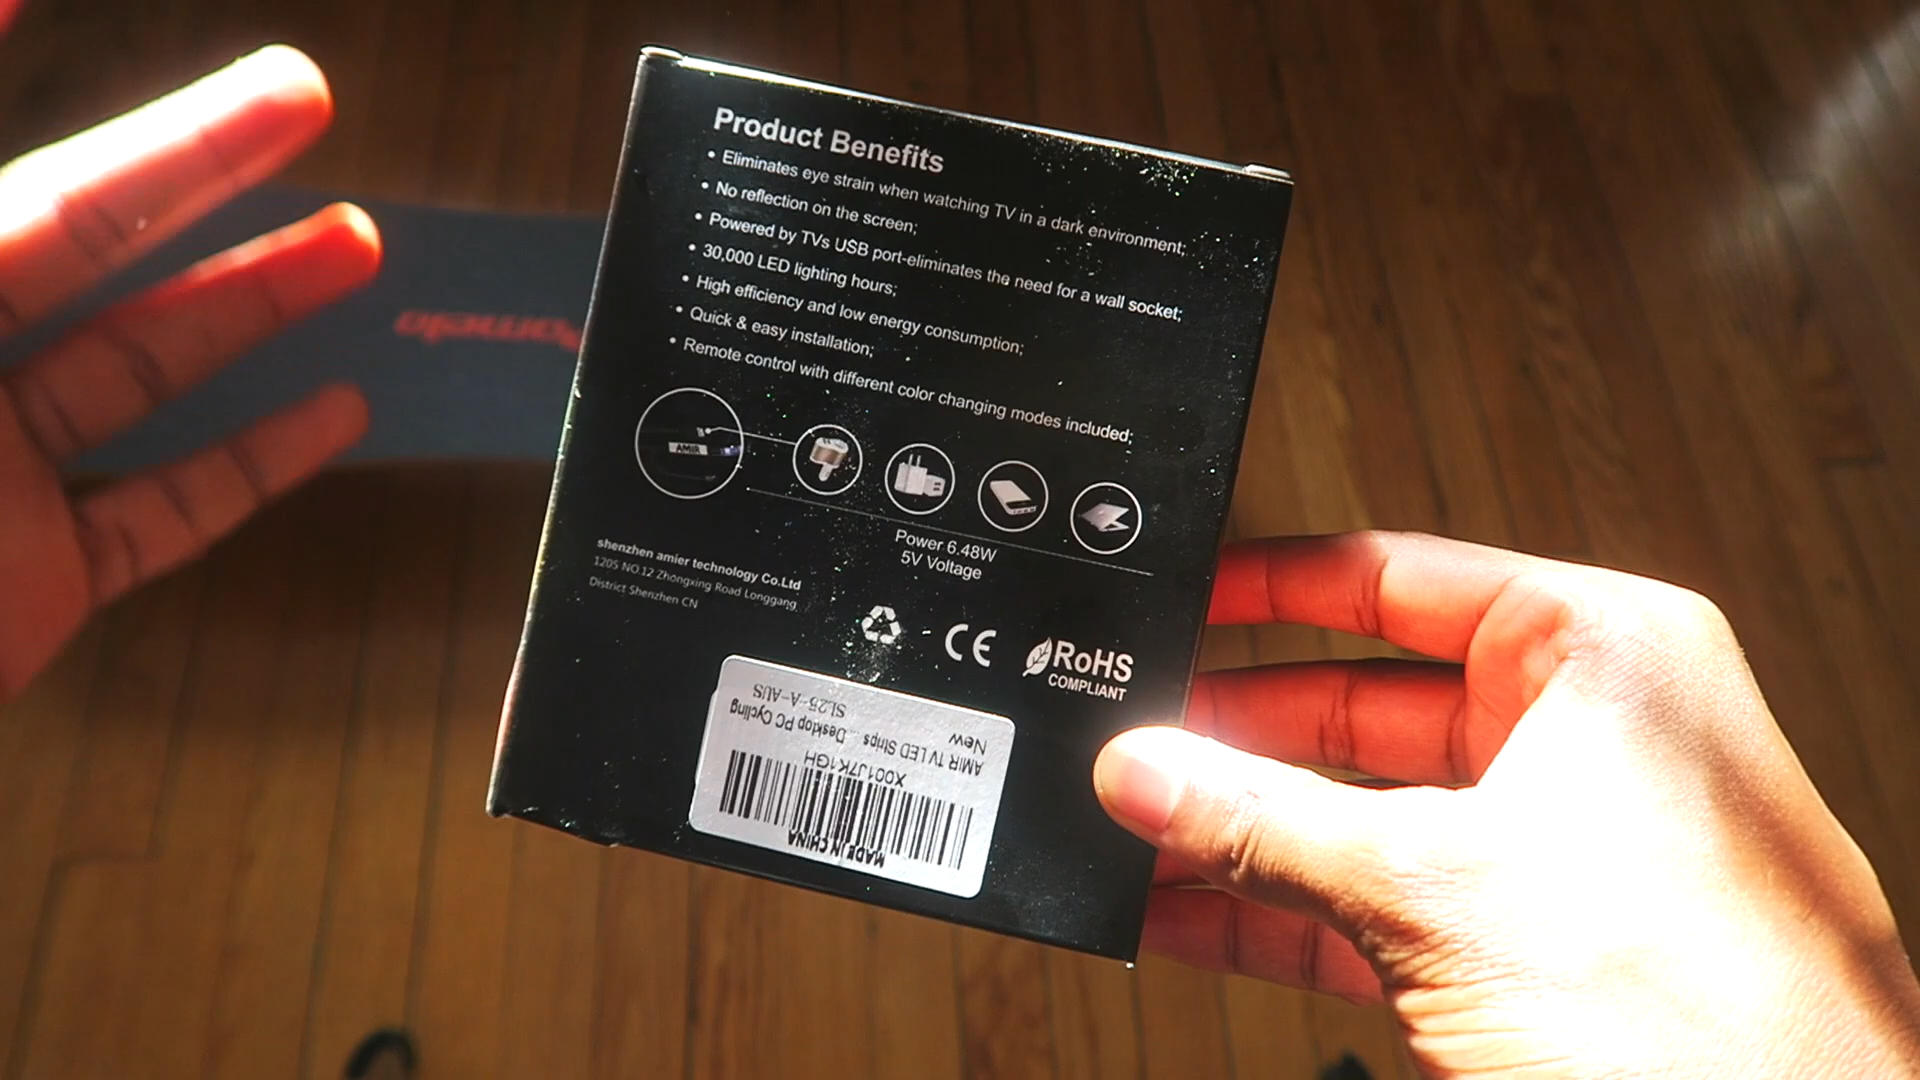 Product Benefits
• Eliminates eye strain when watching TV in a dark environment;
• No reflection on the screen;
• Powered by TVs USB port-eliminates the need for a wall socket;
• 30,000 LED lighting hours;
• High efficiency and low energy consumption;
• Quick & easy installation;
• Remote control with different color changing modes included;
AMIR
Power 6.48W
5V Voltage
shenzhen amier technology Co.Ltd
1205 NO.12 Zhongxing Road Longgang
District Shenzhen CN
CE
RoHS
COMPLIANT
MADE IN CHINA
X001J7K1GH
AMIR TV LED Strips ... Desktop PC Cycling
New
SL25-A-AUS